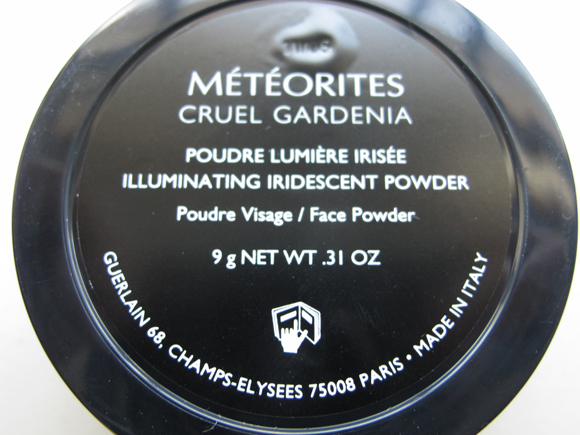 MÉTÉORITES
CRUEL GARDENIA
POUDRE LUMIÈRE IRISÉE
ILLUMINATING IRIDESCENT POWDER
Poudre Visage / Face Powder
9 g NET WT .31 OZ
GUERLAIN 68, CHAMPS-ELYSEES 75008 PARIS • MADE IN ITALY